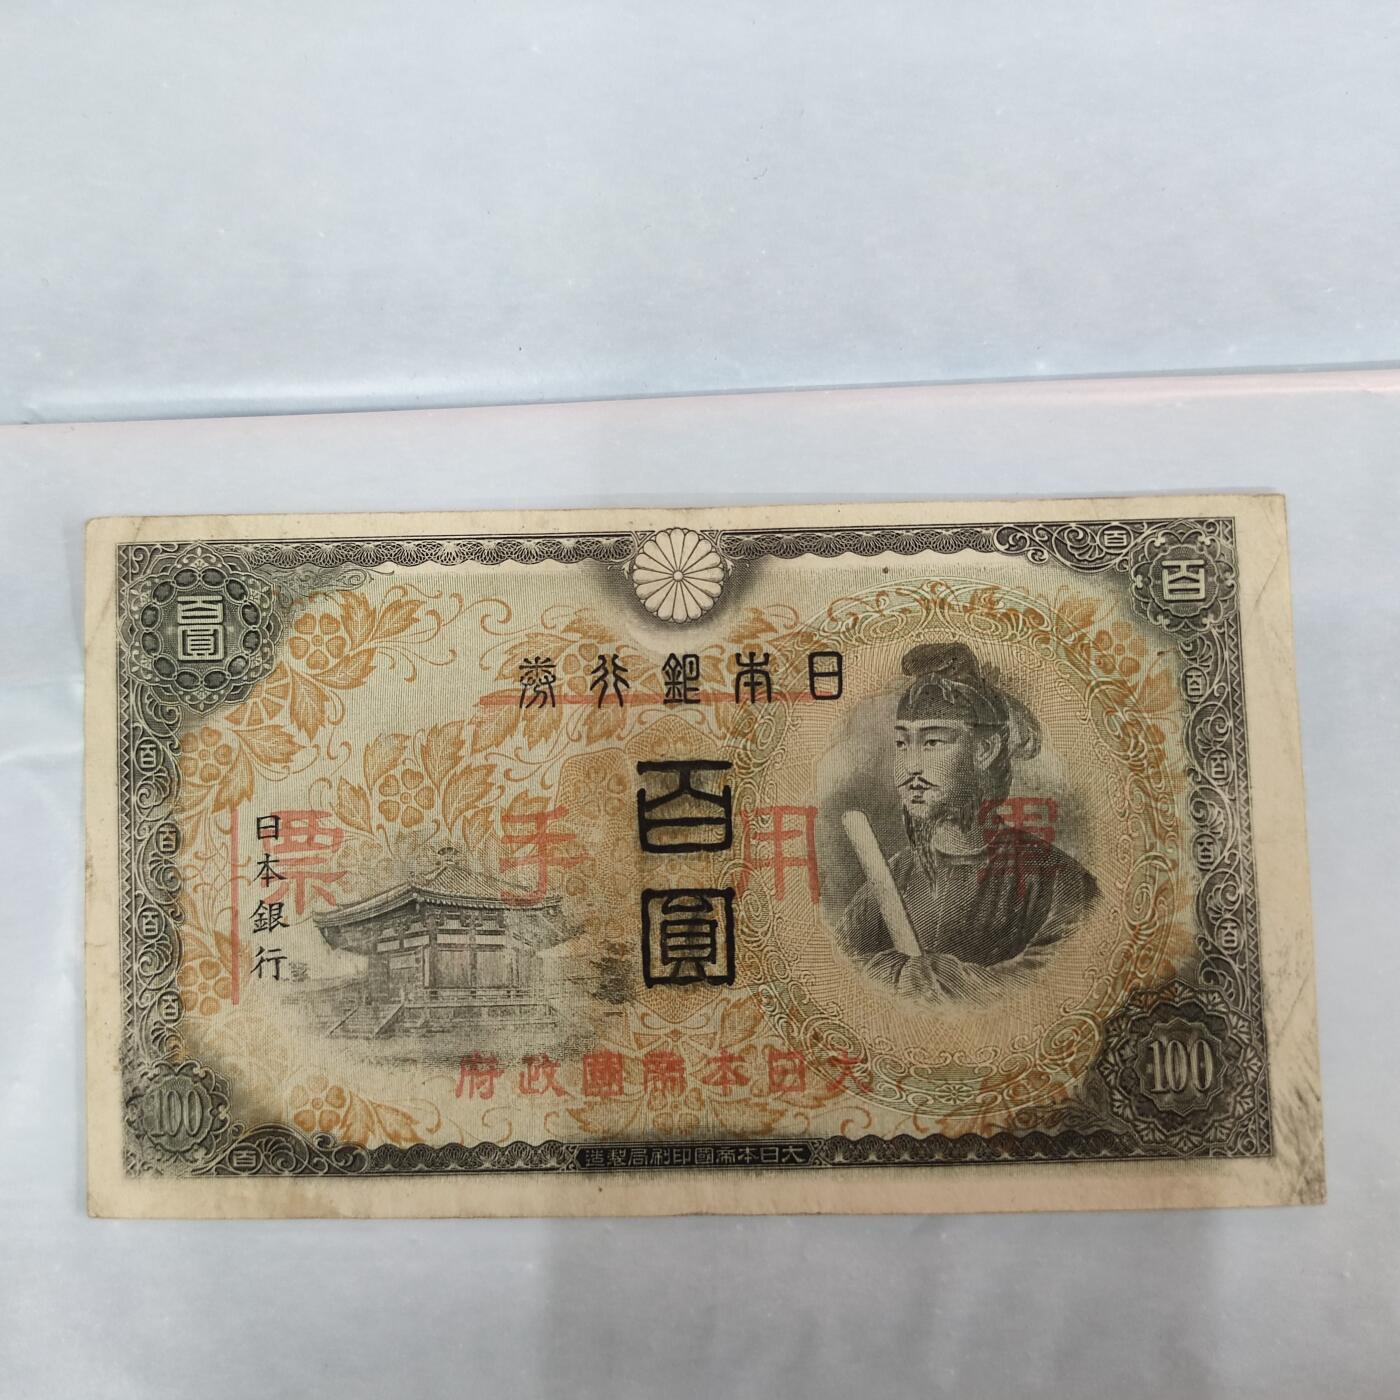 百
百圓
日本銀行券
百圓
軍用手票
日本銀行
大日本帝國政府
100
100
大日本帝國印刷局製造